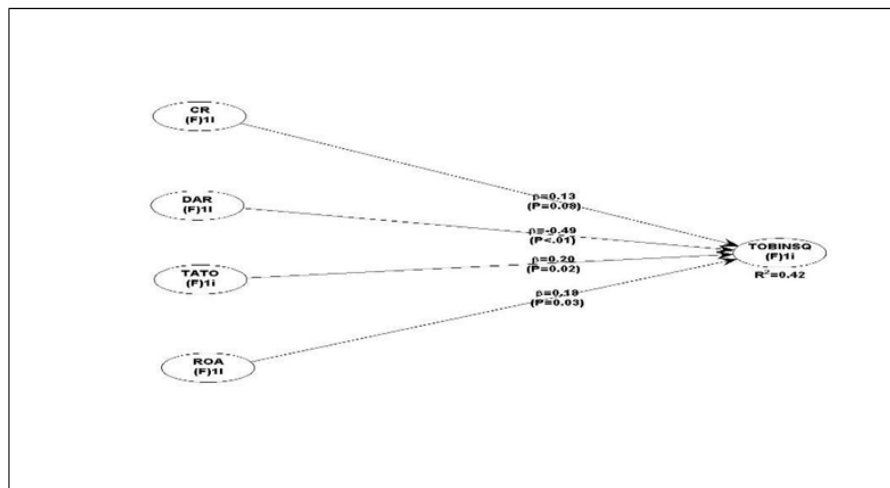 CR
(F)1I
DAR
(F)1I
TATO
(F)1i
ROA
(F)1I
β=0.13
(P=0.08)
β=-0.49
(P<.01)
β=0.20
(P=0.02)
β=0.18
(P=0.03)
TOBINSQ
(F)1i
R²=0.42